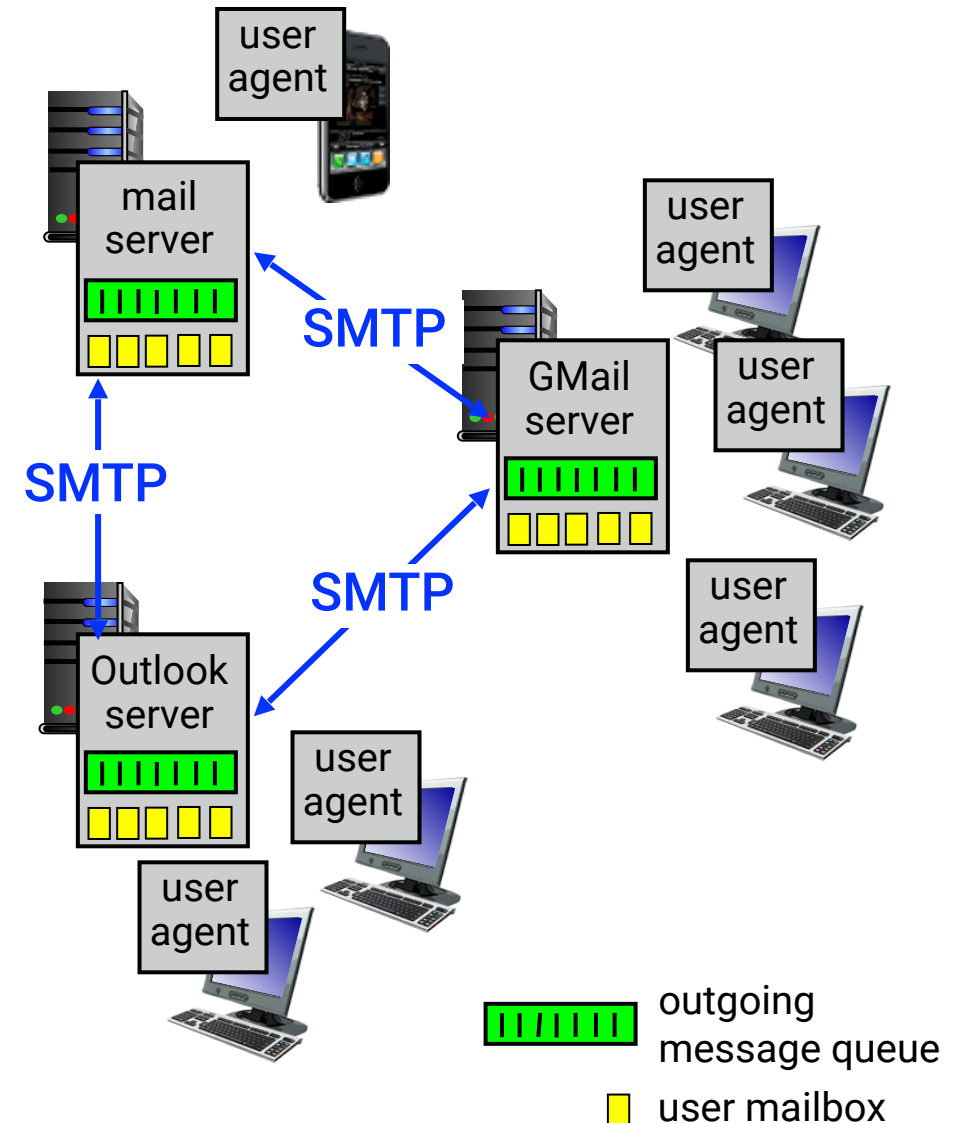 user
agent
mail
server
SMTP
user
agent
GMail
server
user
agent
SMTP
SMTP
user
agent
Outlook
server
user
agent
user
agent
outgoing
message queue
user mailbox